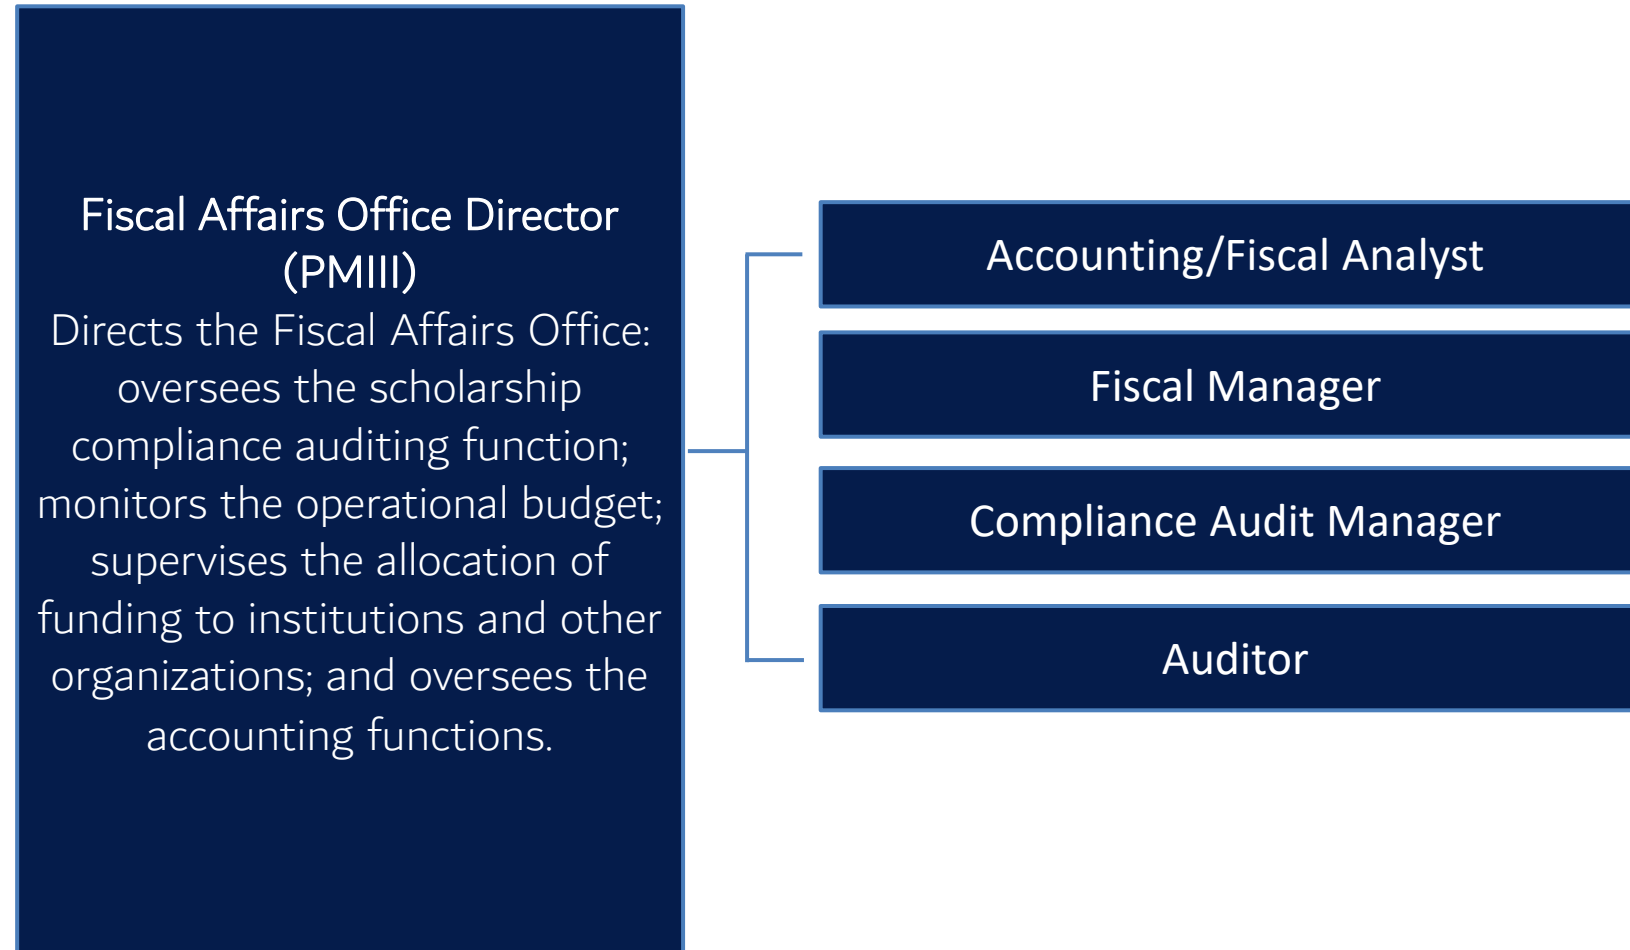 Fiscal Affairs Office Director
(PMIII)
Directs the Fiscal Affairs Office:
oversees the scholarship
compliance auditing function;
monitors the operational budget;
supervises the allocation of
funding to institutions and other
organizations; and oversees the
accounting functions.
Accounting/Fiscal Analyst
Fiscal Manager
Compliance Audit Manager
Auditor